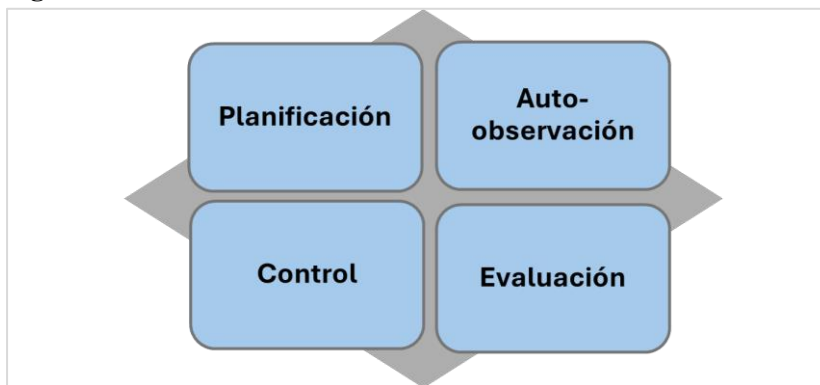 Planificación
Auto-
observación
Control
Evaluación